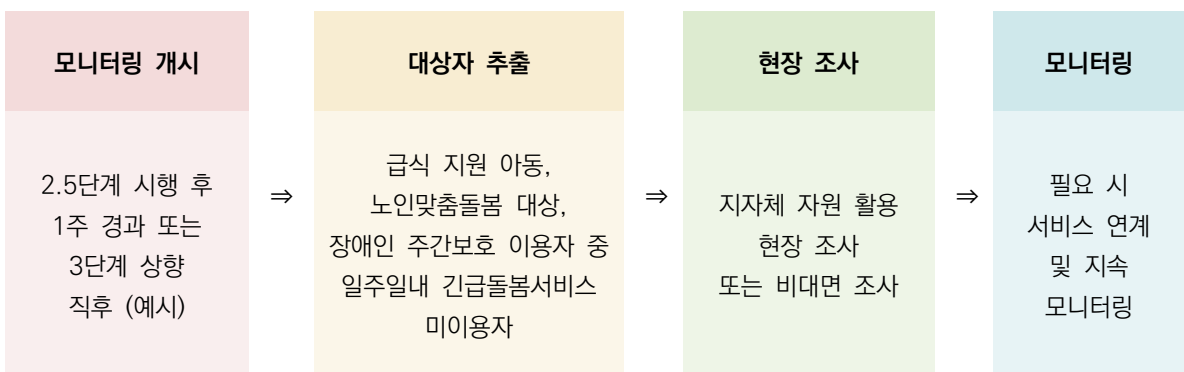 모니터링 개시
2.5단계 시행 후
1주 경과 또는
3단계 상향
직후 (예시)
⇒
대상자 추출
급식 지원 아동,
노인맞춤돌봄 대상,
장애인 주간보호 이용자 중
일주일내 긴급돌봄서비스
미이용자
⇒
현장 조사
지자체 자원 활용
현장 조사
또는 비대면 조사
⇒
모니터링
필요 시
서비스 연계
및 지속
모니터링